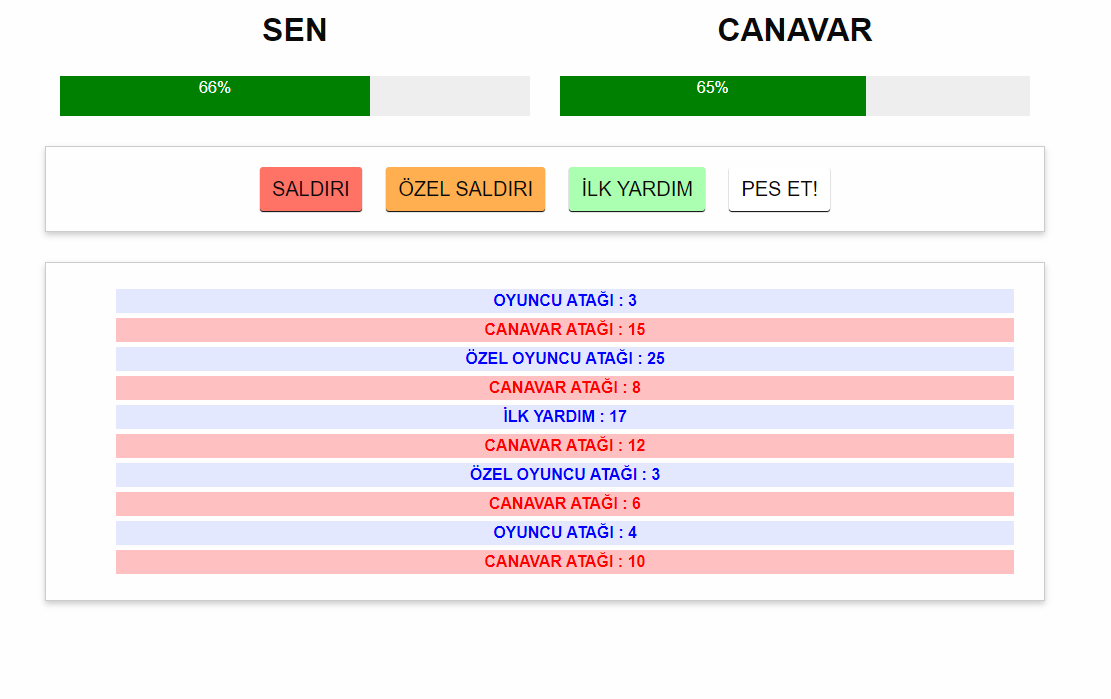 SEN CANAVAR
66% 65%
SALDIRI ÖZEL SALDIRI İLK YARDIM PES ET!
OYUNCU ATAĞI : 3
CANAVAR ATAĞI : 15
ÖZEL OYUNCU ATAĞI : 25
CANAVAR ATAĞI : 8
İLK YARDIM : 17
CANAVAR ATAĞI : 12
ÖZEL OYUNCU ATAĞI : 3
CANAVAR ATAĞI : 6
OYUNCU ATAĞI : 4
CANAVAR ATAĞI : 10